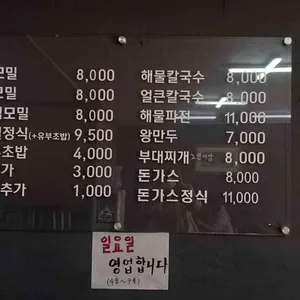 모밀 8,000
모밀 8,000
모밀 8,000
정식(+유부초밥) 9,500
초밥 4,000
가 3,000
추가 1,000
해물칼국수 8,000
얼큰칼국수 8,000
해물파전 11,000
왕만두 7,000
부대찌개 8,000
돈가스 8,000
돈가스정식 11,000
일요일
영업합니다